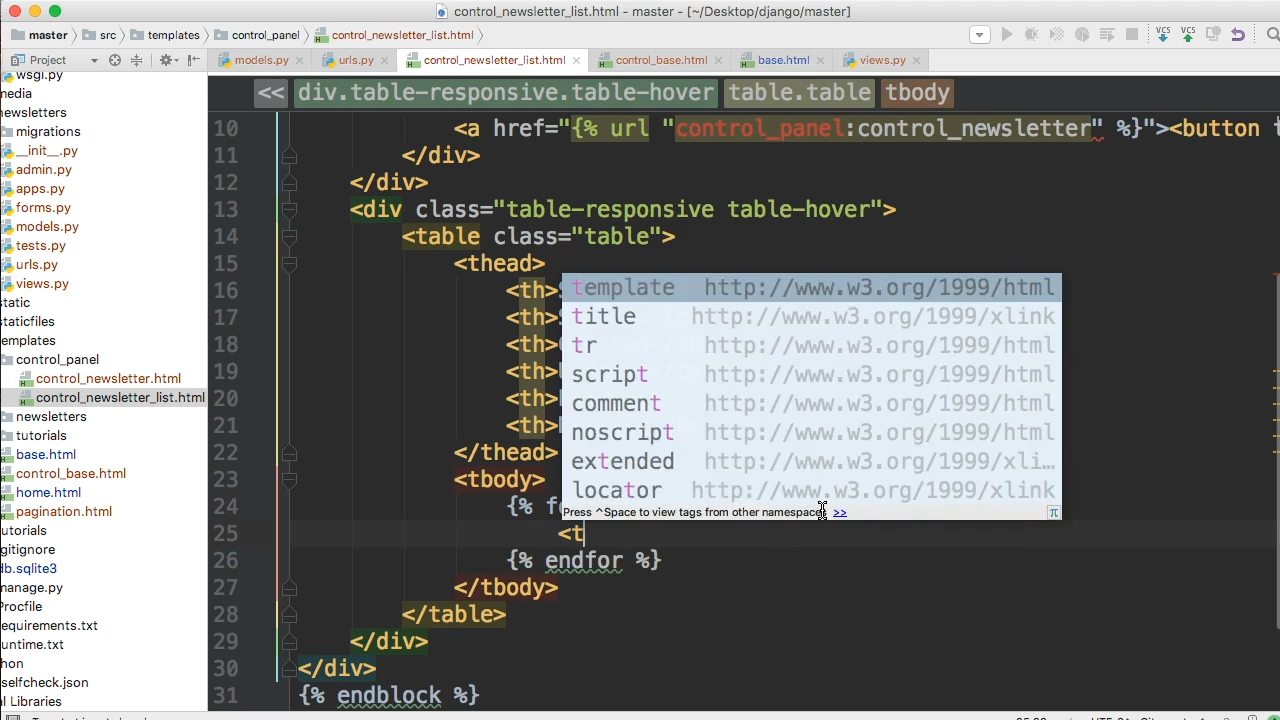 control_newsletter_list.html - master - [~/Desktop/django/master]
master src templates control_panel control_newsletter_list.html
Project models.py urls.py control_newsletter_list.html control_base.html base.html views.py
<< div.table-responsive.table-hover table.table tbody
wsgi.py
media
newsletters
migrations
__init__.py
admin.py
apps.py
forms.py
models.py
tests.py
urls.py
views.py
static
staticfiles
templates
control_panel
control_newsletter.html
control_newsletter_list.html
newsletters
tutorials
base.html
control_base.html
home.html
pagination.html
tutorials
gitignore
db.sqlite3
manage.py
Procfile
requirements.txt
runtime.txt
hon
selfcheck.json
al Libraries
10 <a href="{% url "control_panel:control_newsletter" %}"><button t
11 </div>
12 </div>
13 <div class="table-responsive table-hover">
14 <table class="table">
15 <thead>
16 <th>
17 <th>
18 <th>
19 <th>
20 <th>
21 <th>
22 </thead>
23 <tbody>
24 {% fo
25 <t
26 {% endfor %}
27 </tbody>
28 </table>
29 </div>
30 </div>
31 {% endblock %}
template http://www.w3.org/1999/html
title http://www.w3.org/1999/xlink
tr http://www.w3.org/1999/html
script http://www.w3.org/1999/html
comment http://www.w3.org/1999/html
noscript http://www.w3.org/1999/html
extended http://www.w3.org/1999/xli…
locator http://www.w3.org/1999/xlink
Press ^Space to view tags from other namespaces >>
π